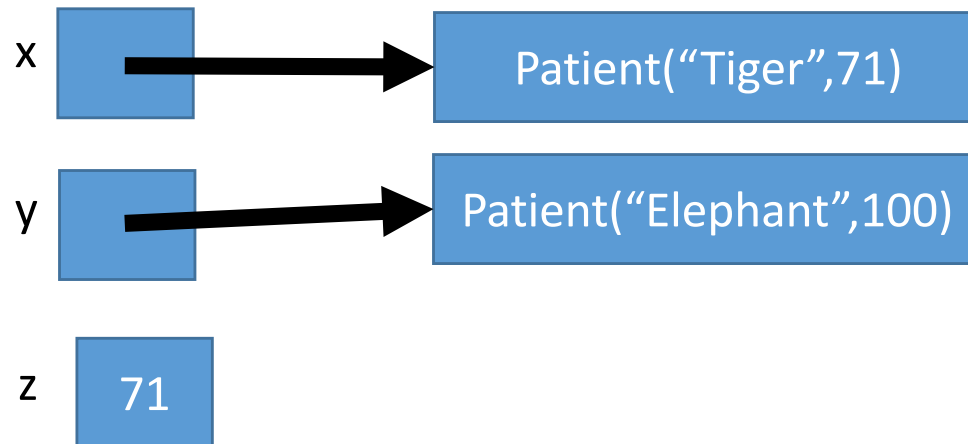 x
Patient(“Tiger”,71)
y
Patient(“Elephant”,100)
z
71